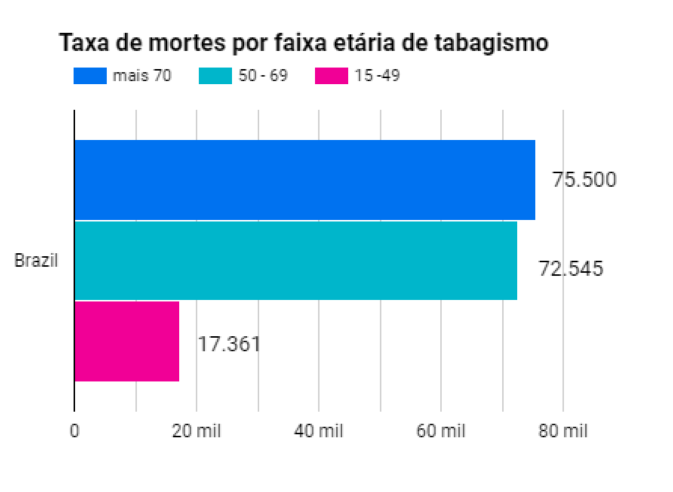 Taxa de mortes por faixa etária de tabagismo
mais 70 50 - 69 15 -49
75.500
Brazil
72.545
17.361
0 20 mil 40 mil 60 mil 80 mil